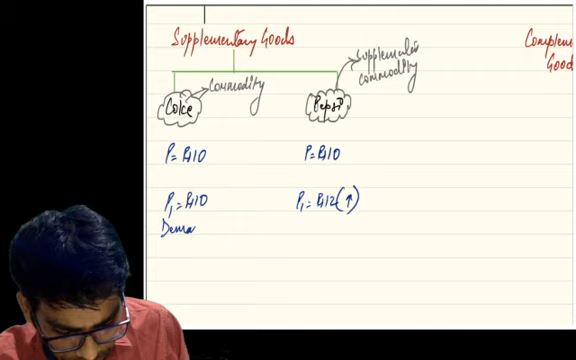 Supplementary Goods
Complem
Good
Supplementary
commodity
Commodity
Coke
Pepsi
P = ₹10
P = ₹10
P₁ = ₹10
P₁ = ₹12 (↑)
Dema